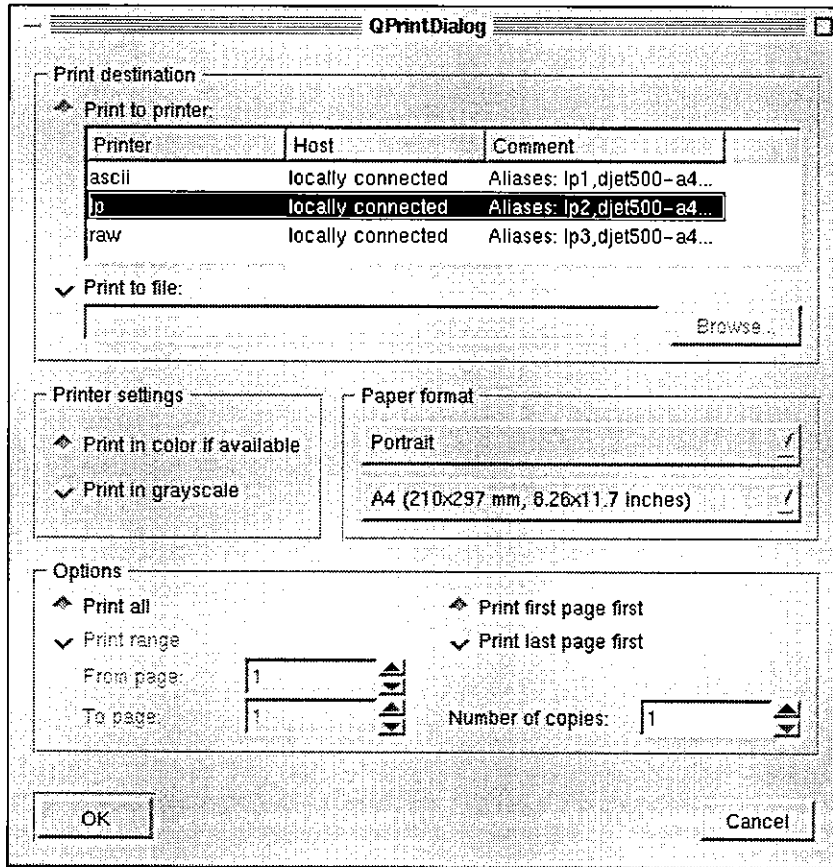 QPrintDialog
Print destination
Print to printer:
Printer Host Comment
ascii locally connected Aliases: lp1,djet500-a4...
lp locally connected Aliases: lp2,djet500-a4...
raw locally connected Aliases: lp3,djet500-a4...
Print to file:
Browse...
Printer settings
Print in color if available
Print in grayscale
Paper format
Portrait
A4 (210x297 mm, 8.26x11.7 inches)
Options
Print all
Print range
From page: 1
To page: 1
Print first page first
Print last page first
Number of copies: 1
OK
Cancel